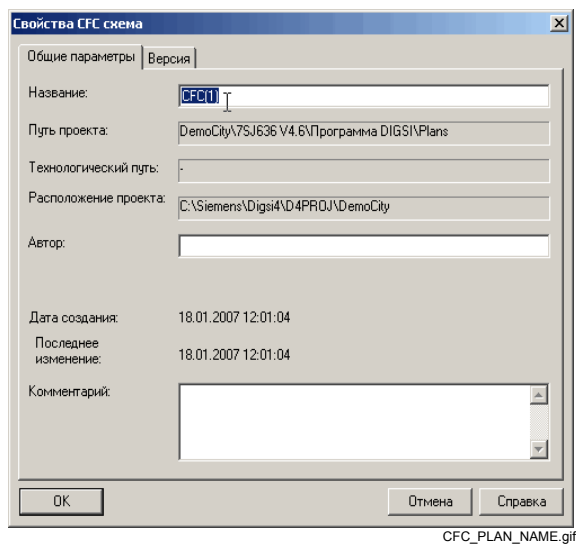 Свойства CFC схема
Общие параметры Версия
Название: CFC(1)
Путь проекта: DemoCity\7SJ636 V4.6\Программа DIGSI\Plans
Технологический путь: -
Расположение проекта: C:\Siemens\Digsi4\D4PROJ\DemoCity
Автор:
Дата создания: 18.01.2007 12:01:04
Последнее
изменение: 18.01.2007 12:01:04
Комментарий:
OK Отмена Справка
CFC_PLAN_NAME.gif